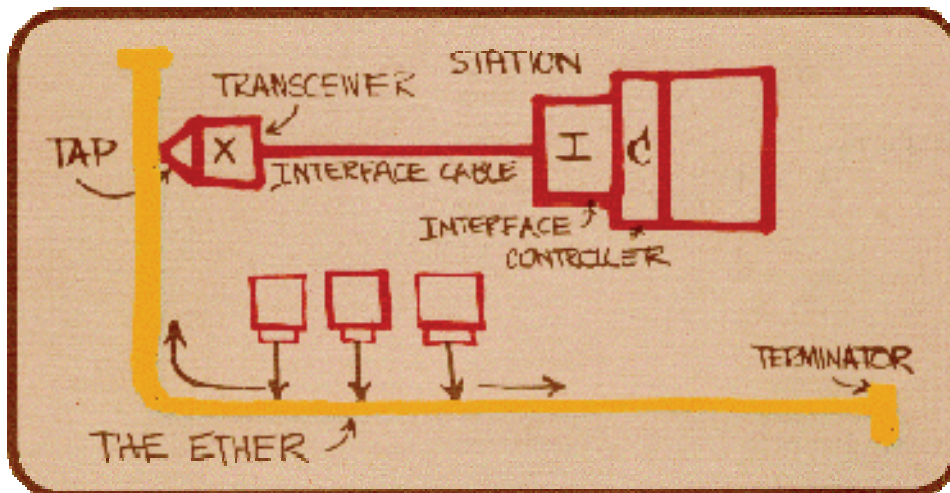 STATION
TRANSCEIVER
TAP
X
I
C
INTERFACE CABLE
INTERFACE
CONTROLLER
TERMINATOR
THE ETHER